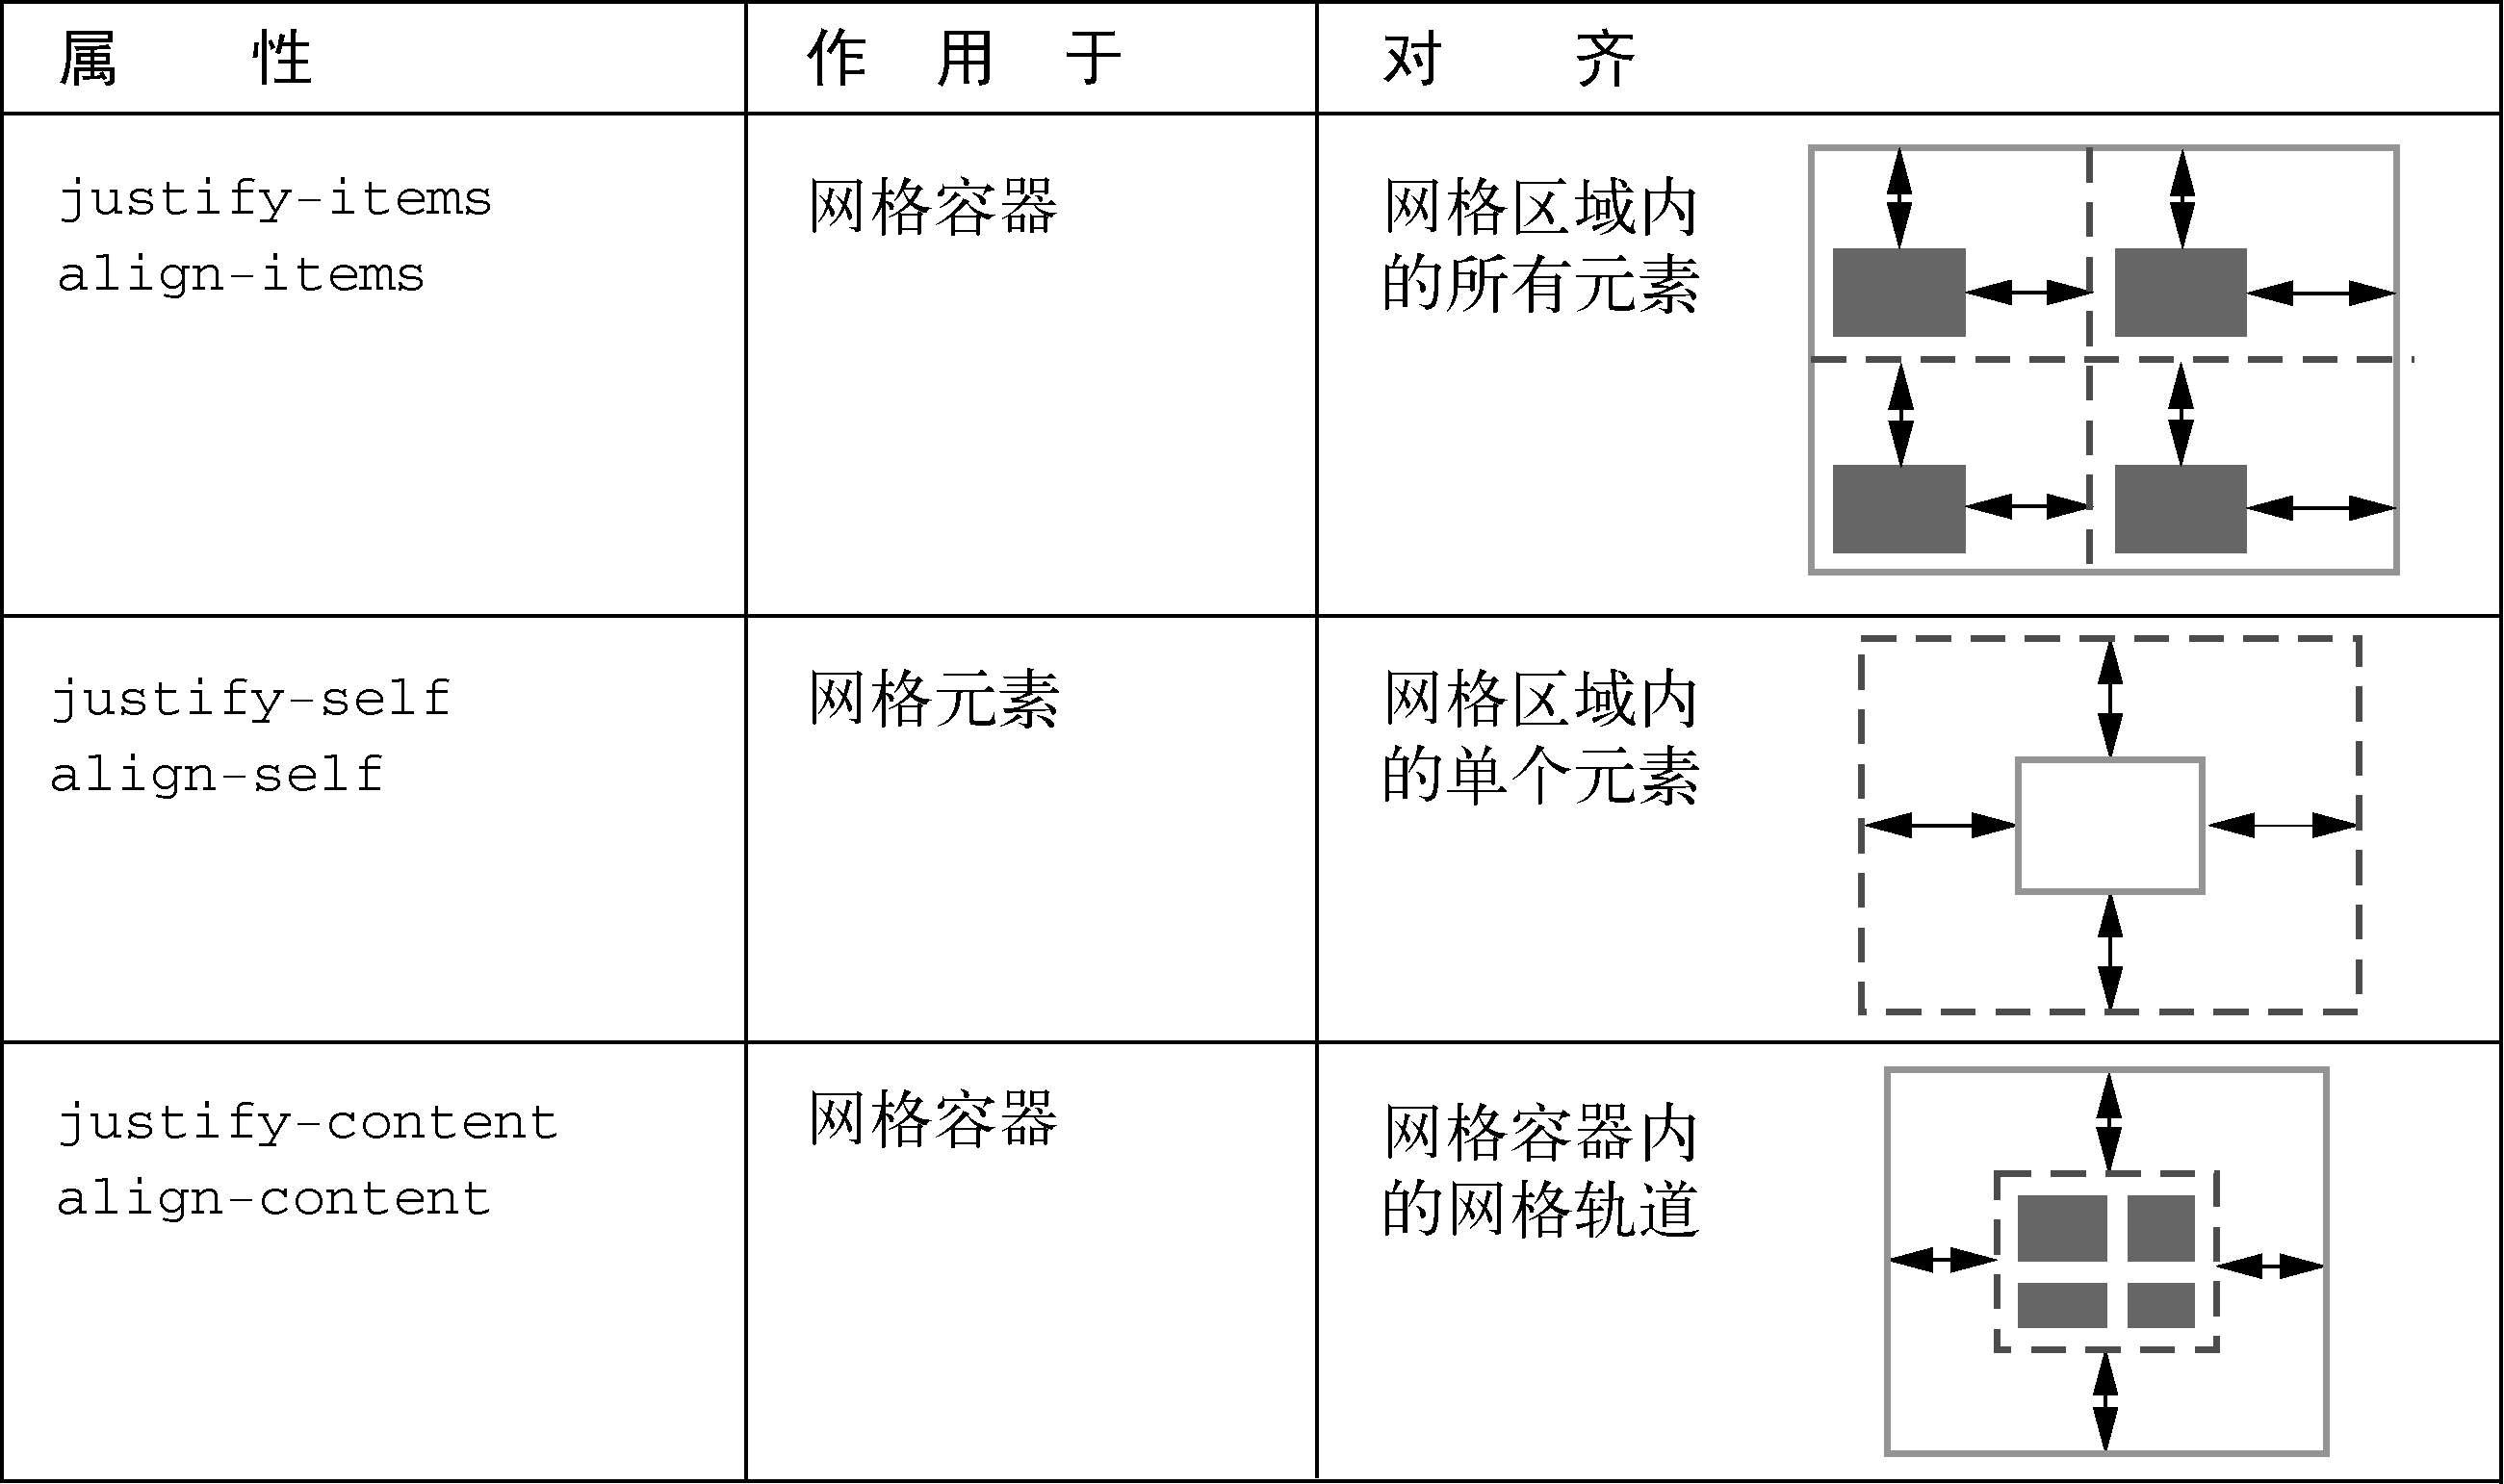 属性 作用于 对齐
justify-items
align-items
网格容器
网格区域内
的所有元素
justify-self
align-self
网格元素
网格区域内
的单个元素
justify-content
align-content
网格容器
网格容器内
的网格轨道